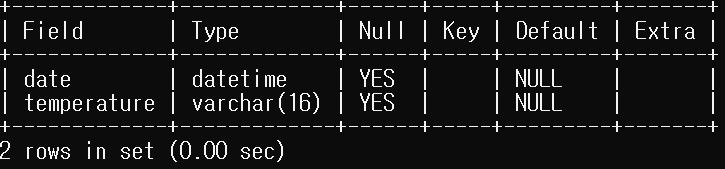 +-------------+-------------+------+-----+---------+-------+
| Field       | Type        | Null | Key | Default | Extra |
+-------------+-------------+------+-----+---------+-------+
| date        | datetime    | YES  |     | NULL    |       |
| temperature | varchar(16) | YES  |     | NULL    |       |
+-------------+-------------+------+-----+---------+-------+
2 rows in set (0.00 sec)